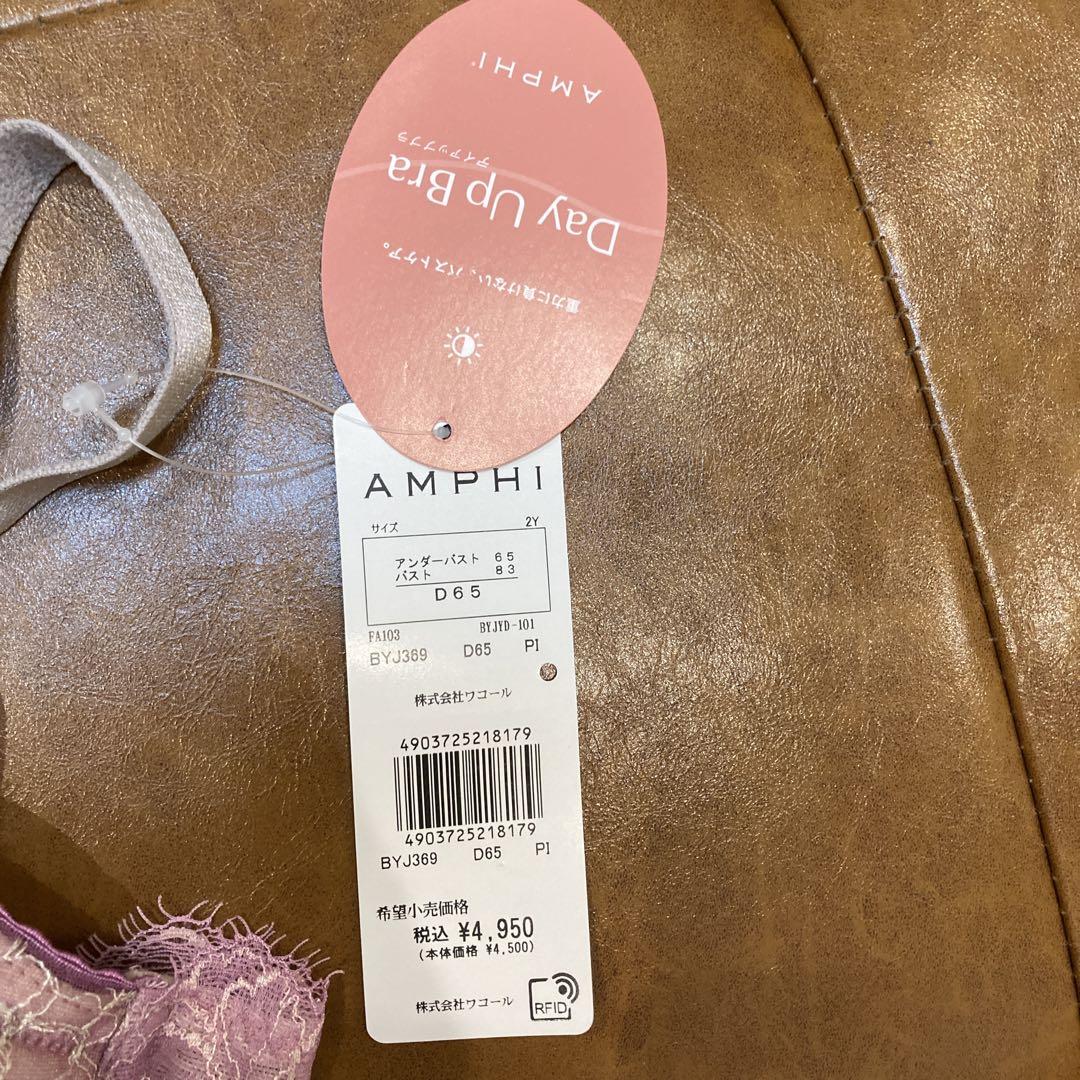 AMPHI
デイアップブラ
Day Up Bra
重力に負けない、バストケア。
AMPHI
サイズ 2Y
アンダーバスト 65
バスト 83
D65
FA103 BYJYD-101
BYJ369 D65 PI
株式会社ワコール
4903725218179
4903725218179
BYJ369 D65 PI
希望小売価格
税込 ¥4,950
(本体価格 ¥4,500)
株式会社ワコール
RFID